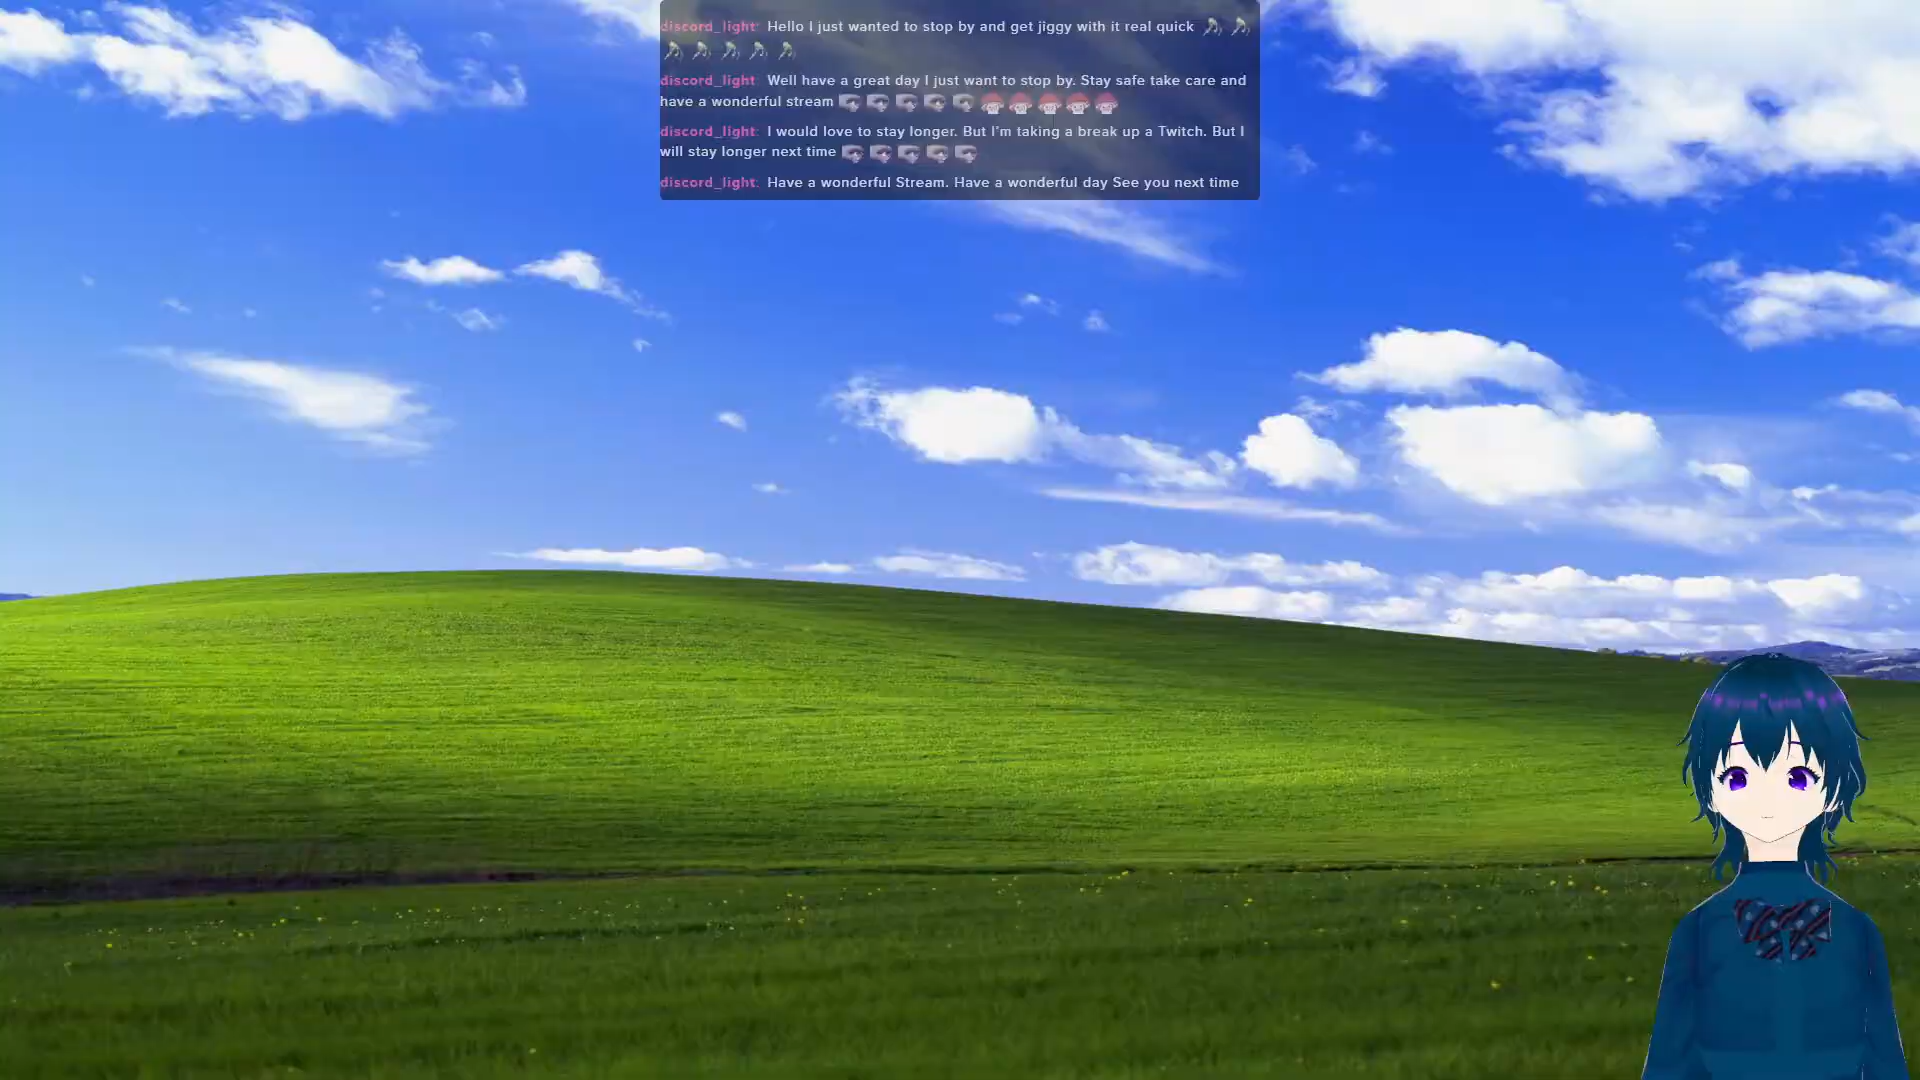 discord_light: Hello I just wanted to stop by and get jiggy with it real quick
discord_light: Well have a great day I just want to stop by. Stay safe take care and
have a wonderful stream
discord_light: I would love to stay longer. But I'm taking a break up a Twitch. But I
will stay longer next time
discord_light: Have a wonderful Stream. Have a wonderful day See you next time